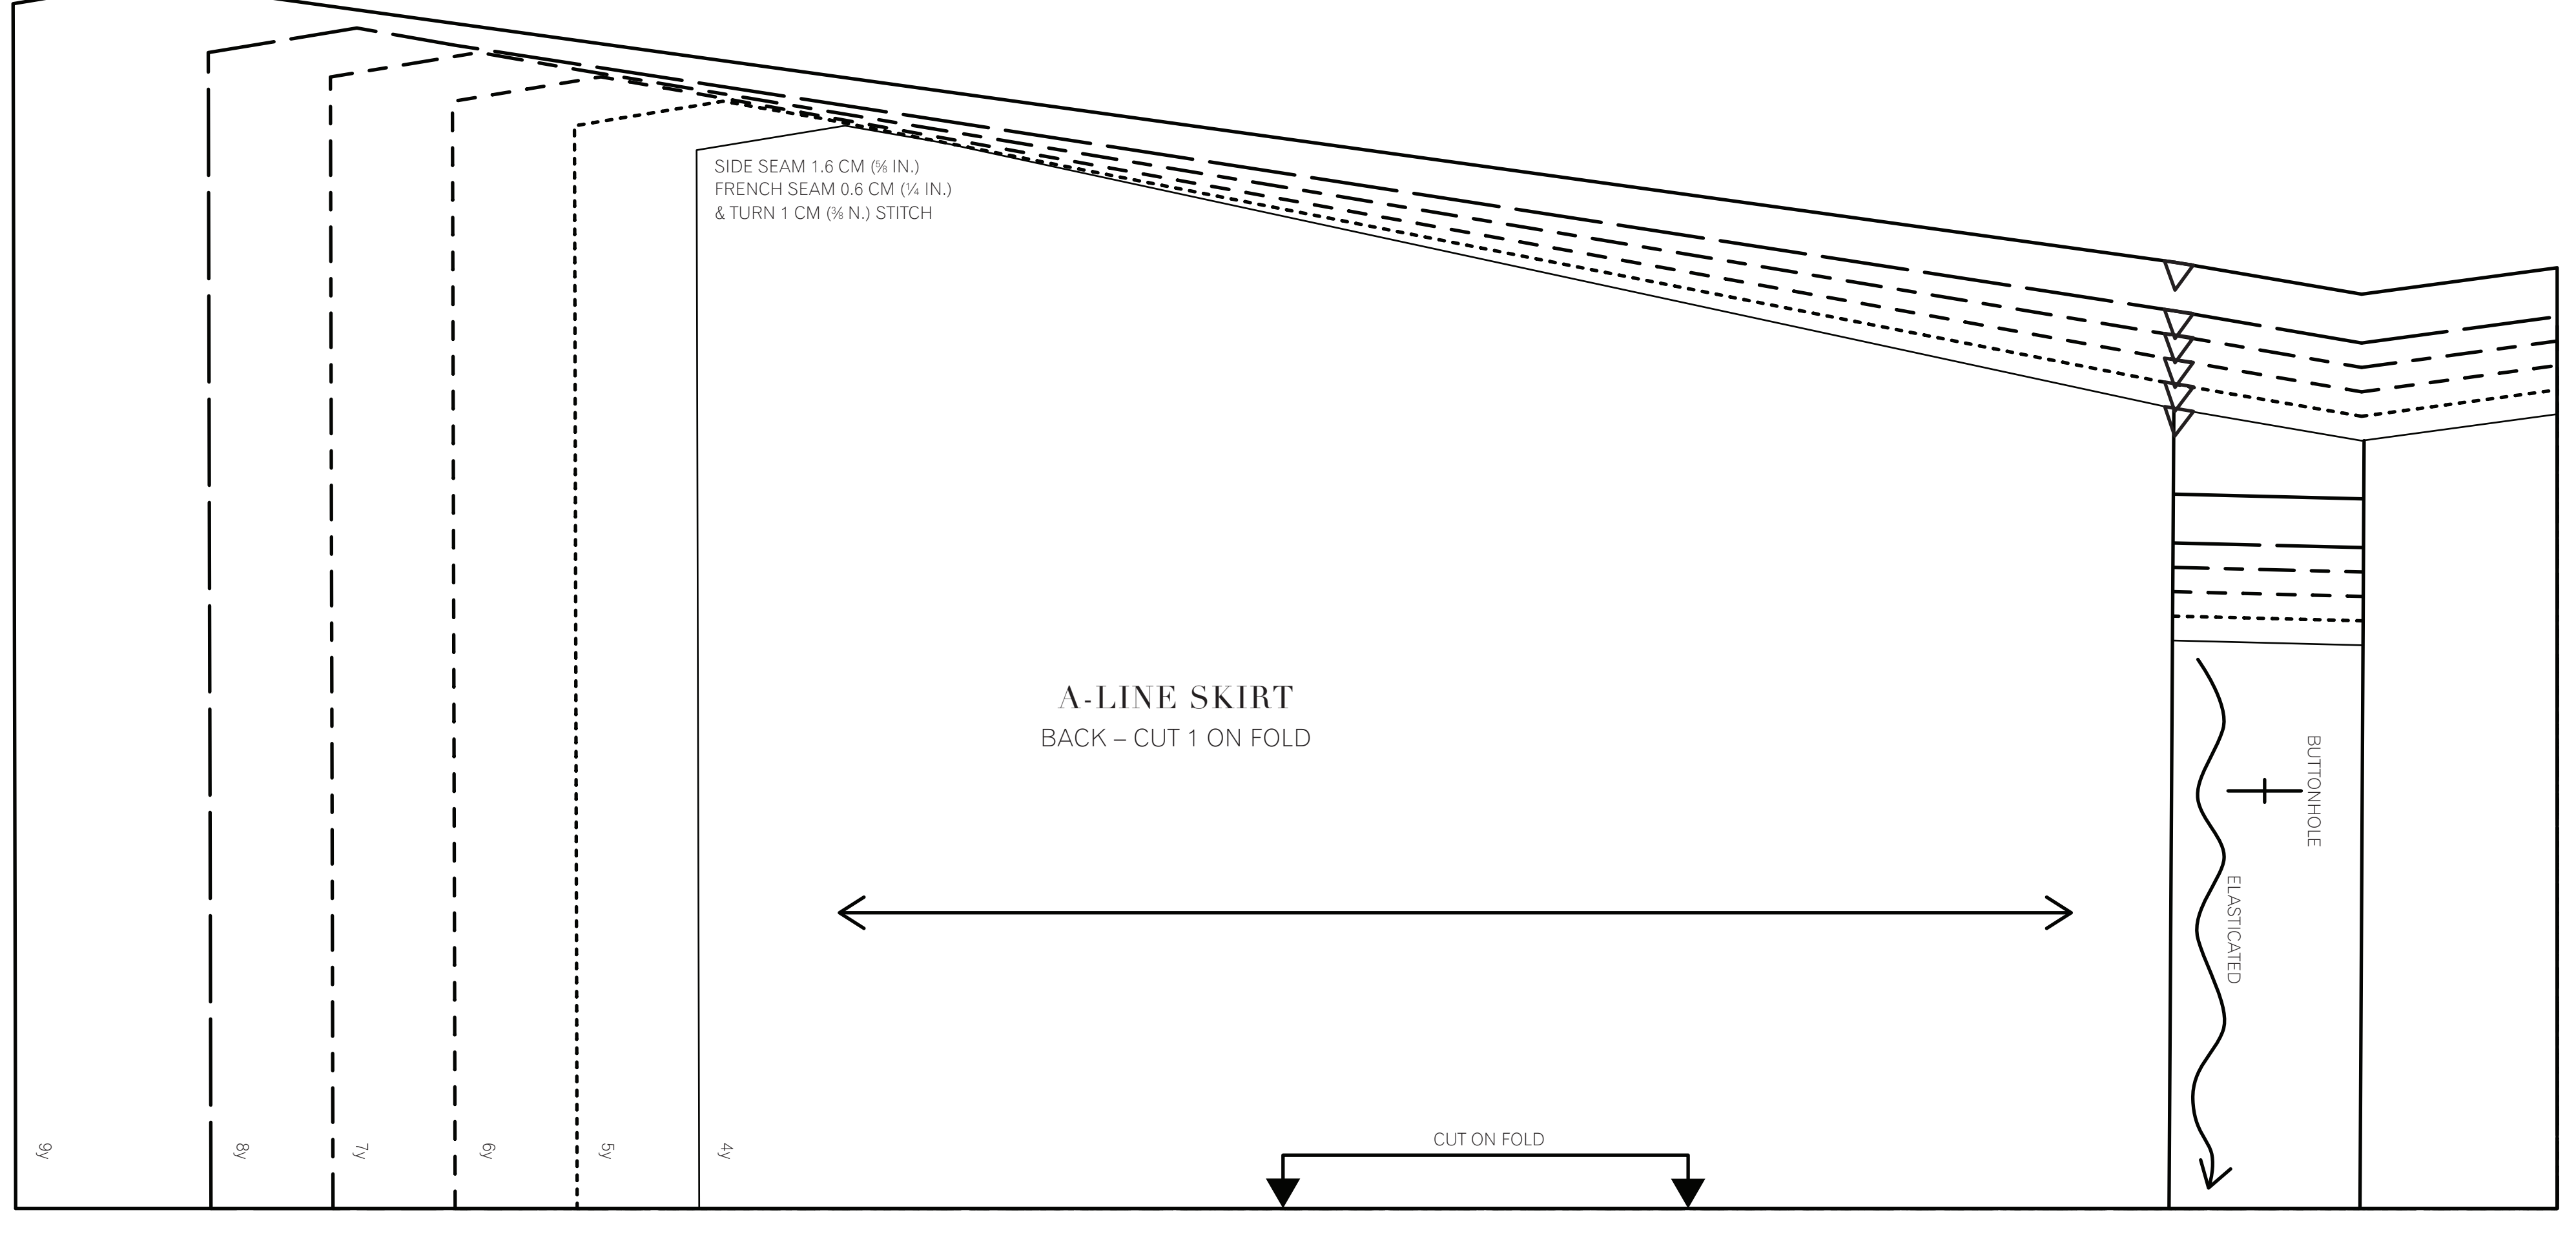 SIDE SEAM 1.6 CM (⅝ IN.)
FRENCH SEAM 0.6 CM (¼ IN.)
& TURN 1 CM (⅜ N.) STITCH
A-LINE SKIRT
BACK – CUT 1 ON FOLD
BUTTONHOLE
ELASTICATED
CUT ON FOLD
9y
8y
7y
6y
5y
4y